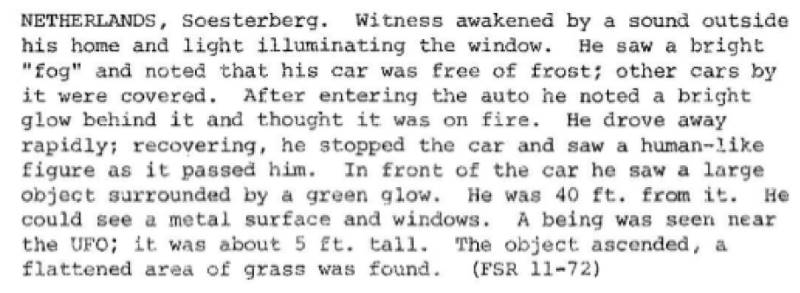 NETHERLANDS, Soesterberg. Witness awakened by a sound outside
his home and light illuminating the window. He saw a bright
"fog" and noted that his car was free of frost; other cars by
it were covered. After entering the auto he noted a bright
glow behind it and thought it was on fire. He drove away
rapidly; recovering, he stopped the car and saw a human-like
figure as it passed him. In front of the car he saw a large
object surrounded by a green glow. He was 40 ft. from it. He
could see a metal surface and windows. A being was seen near
the UFO; it was about 5 ft. tall. The object ascended, a
flattened area of grass was found. (FSR 11-72)